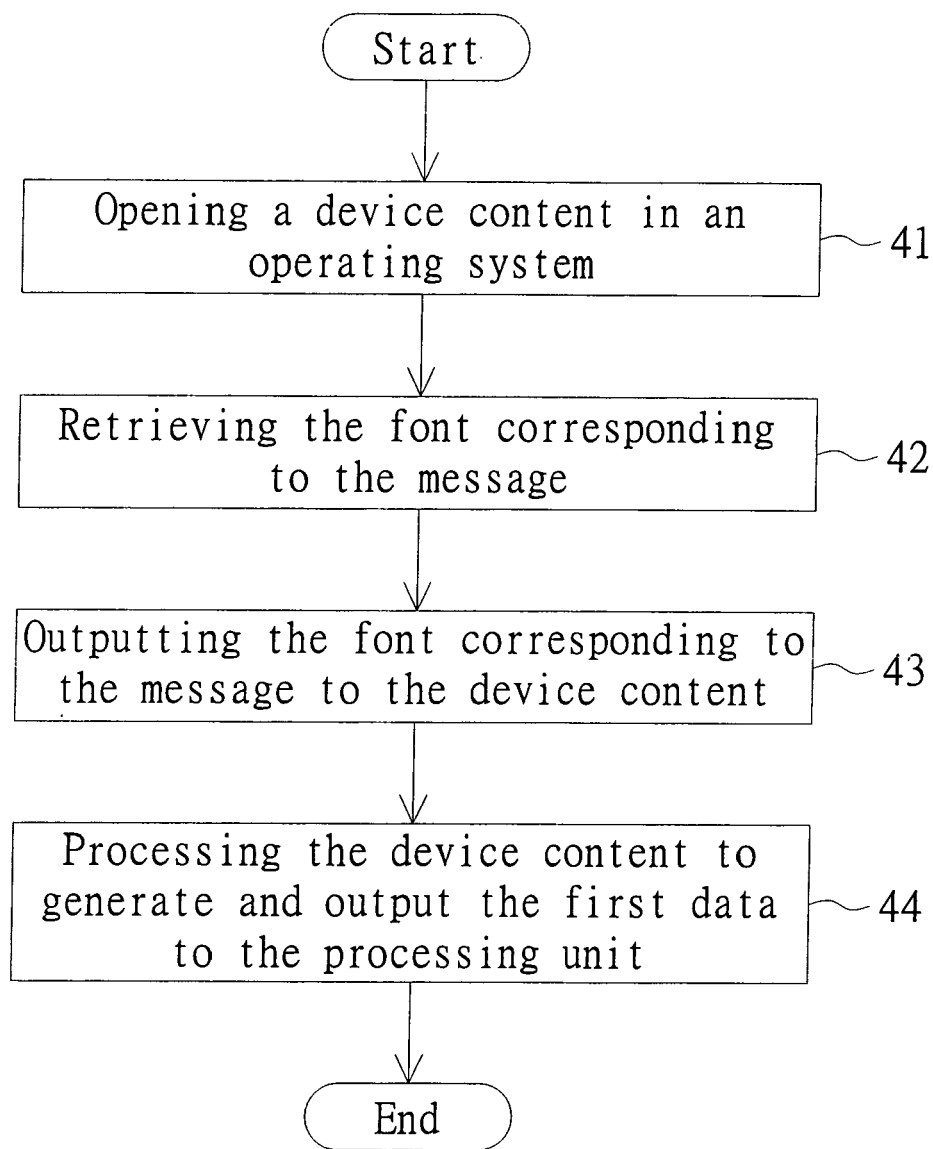 Start
Opening a device content in an
operating system
41
Retrieving the font corresponding
to the message
42
Outputting the font corresponding to
the message to the device content
43
Processing the device content to
generate and output the first data
to the processing unit
44
End